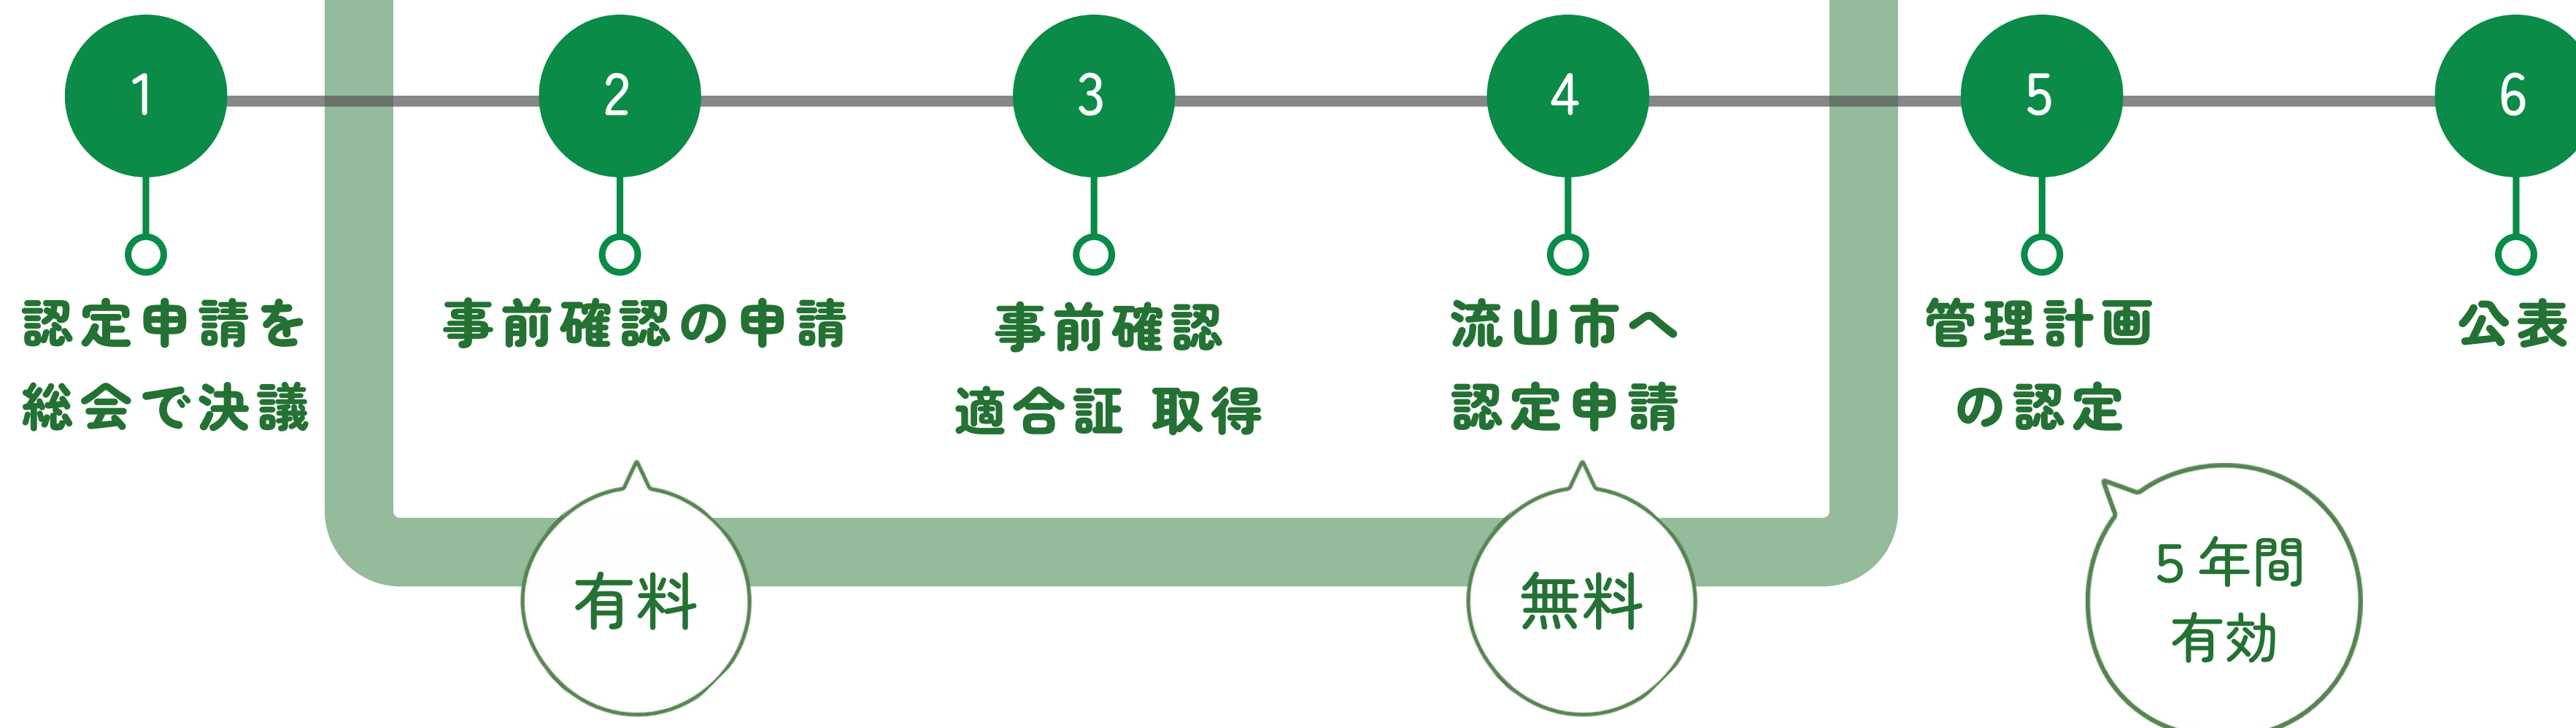 1
2
3
4
5
6
認定申請を
総会で決議
事前確認の申請
事前確認
適合証 取得
流山市へ
認定申請
管理計画
の認定
公表
有料
無料
5年間
有効